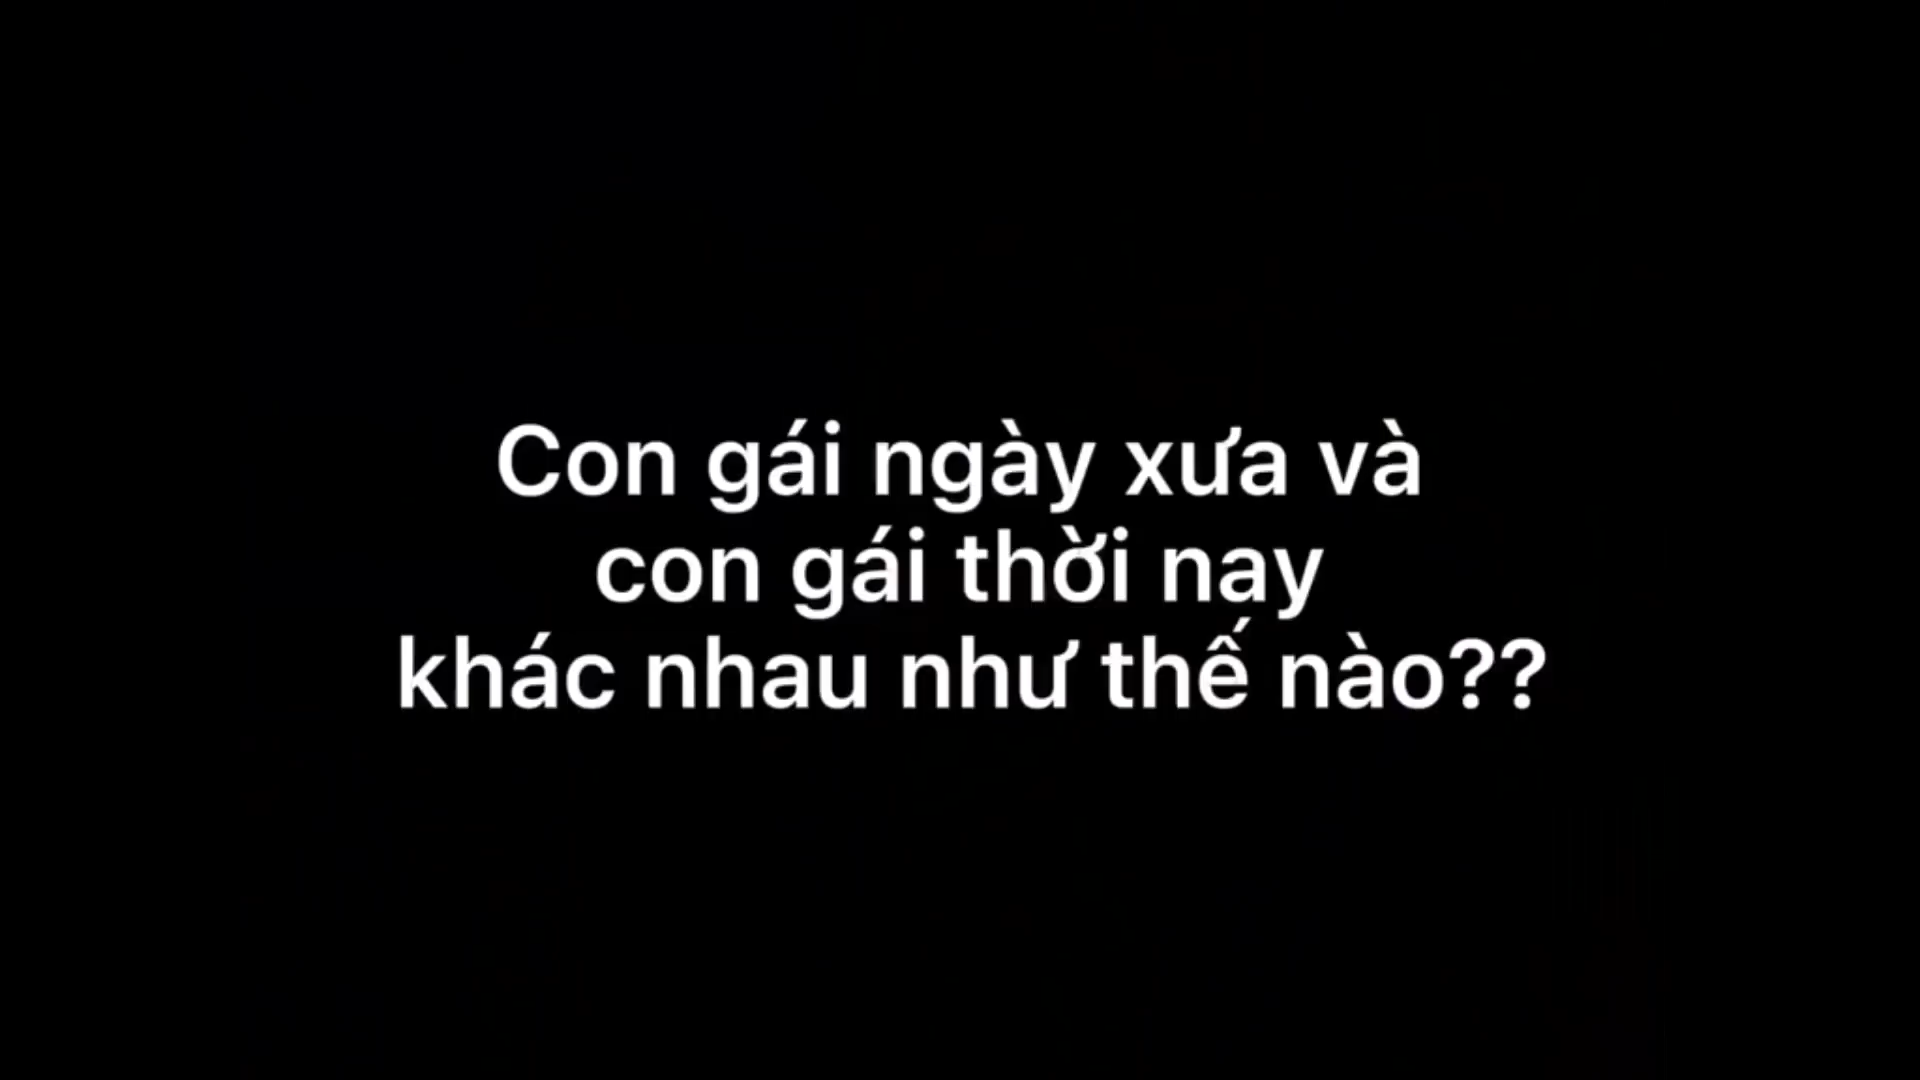 Con gái ngày xưa và
con gái thời nay
khác nhau như thế nào??